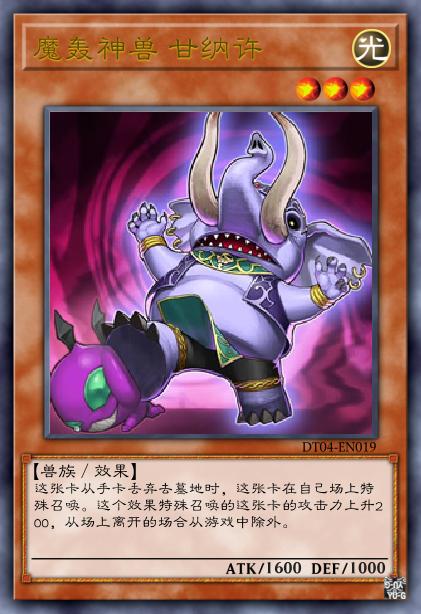 魔轰神兽 甘纳许
光
DT04-EN019
【兽族／效果】
这张卡从手卡丢弃去墓地时，这张卡在自己场上特
殊召唤。这个效果特殊召唤的这张卡的攻击力上升2
00，从场上离开的场合从游戏中除外。
ATK/1600 DEF/1000